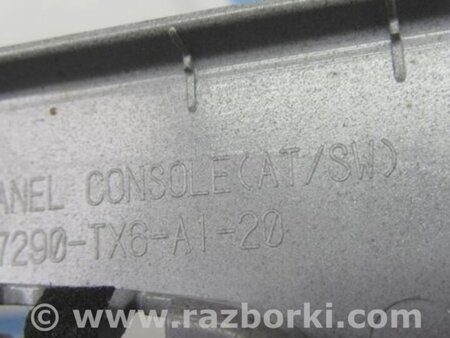 ANEL CONSOLE(AT/SW)
7290-TX6-A1-20
www.razborki.com